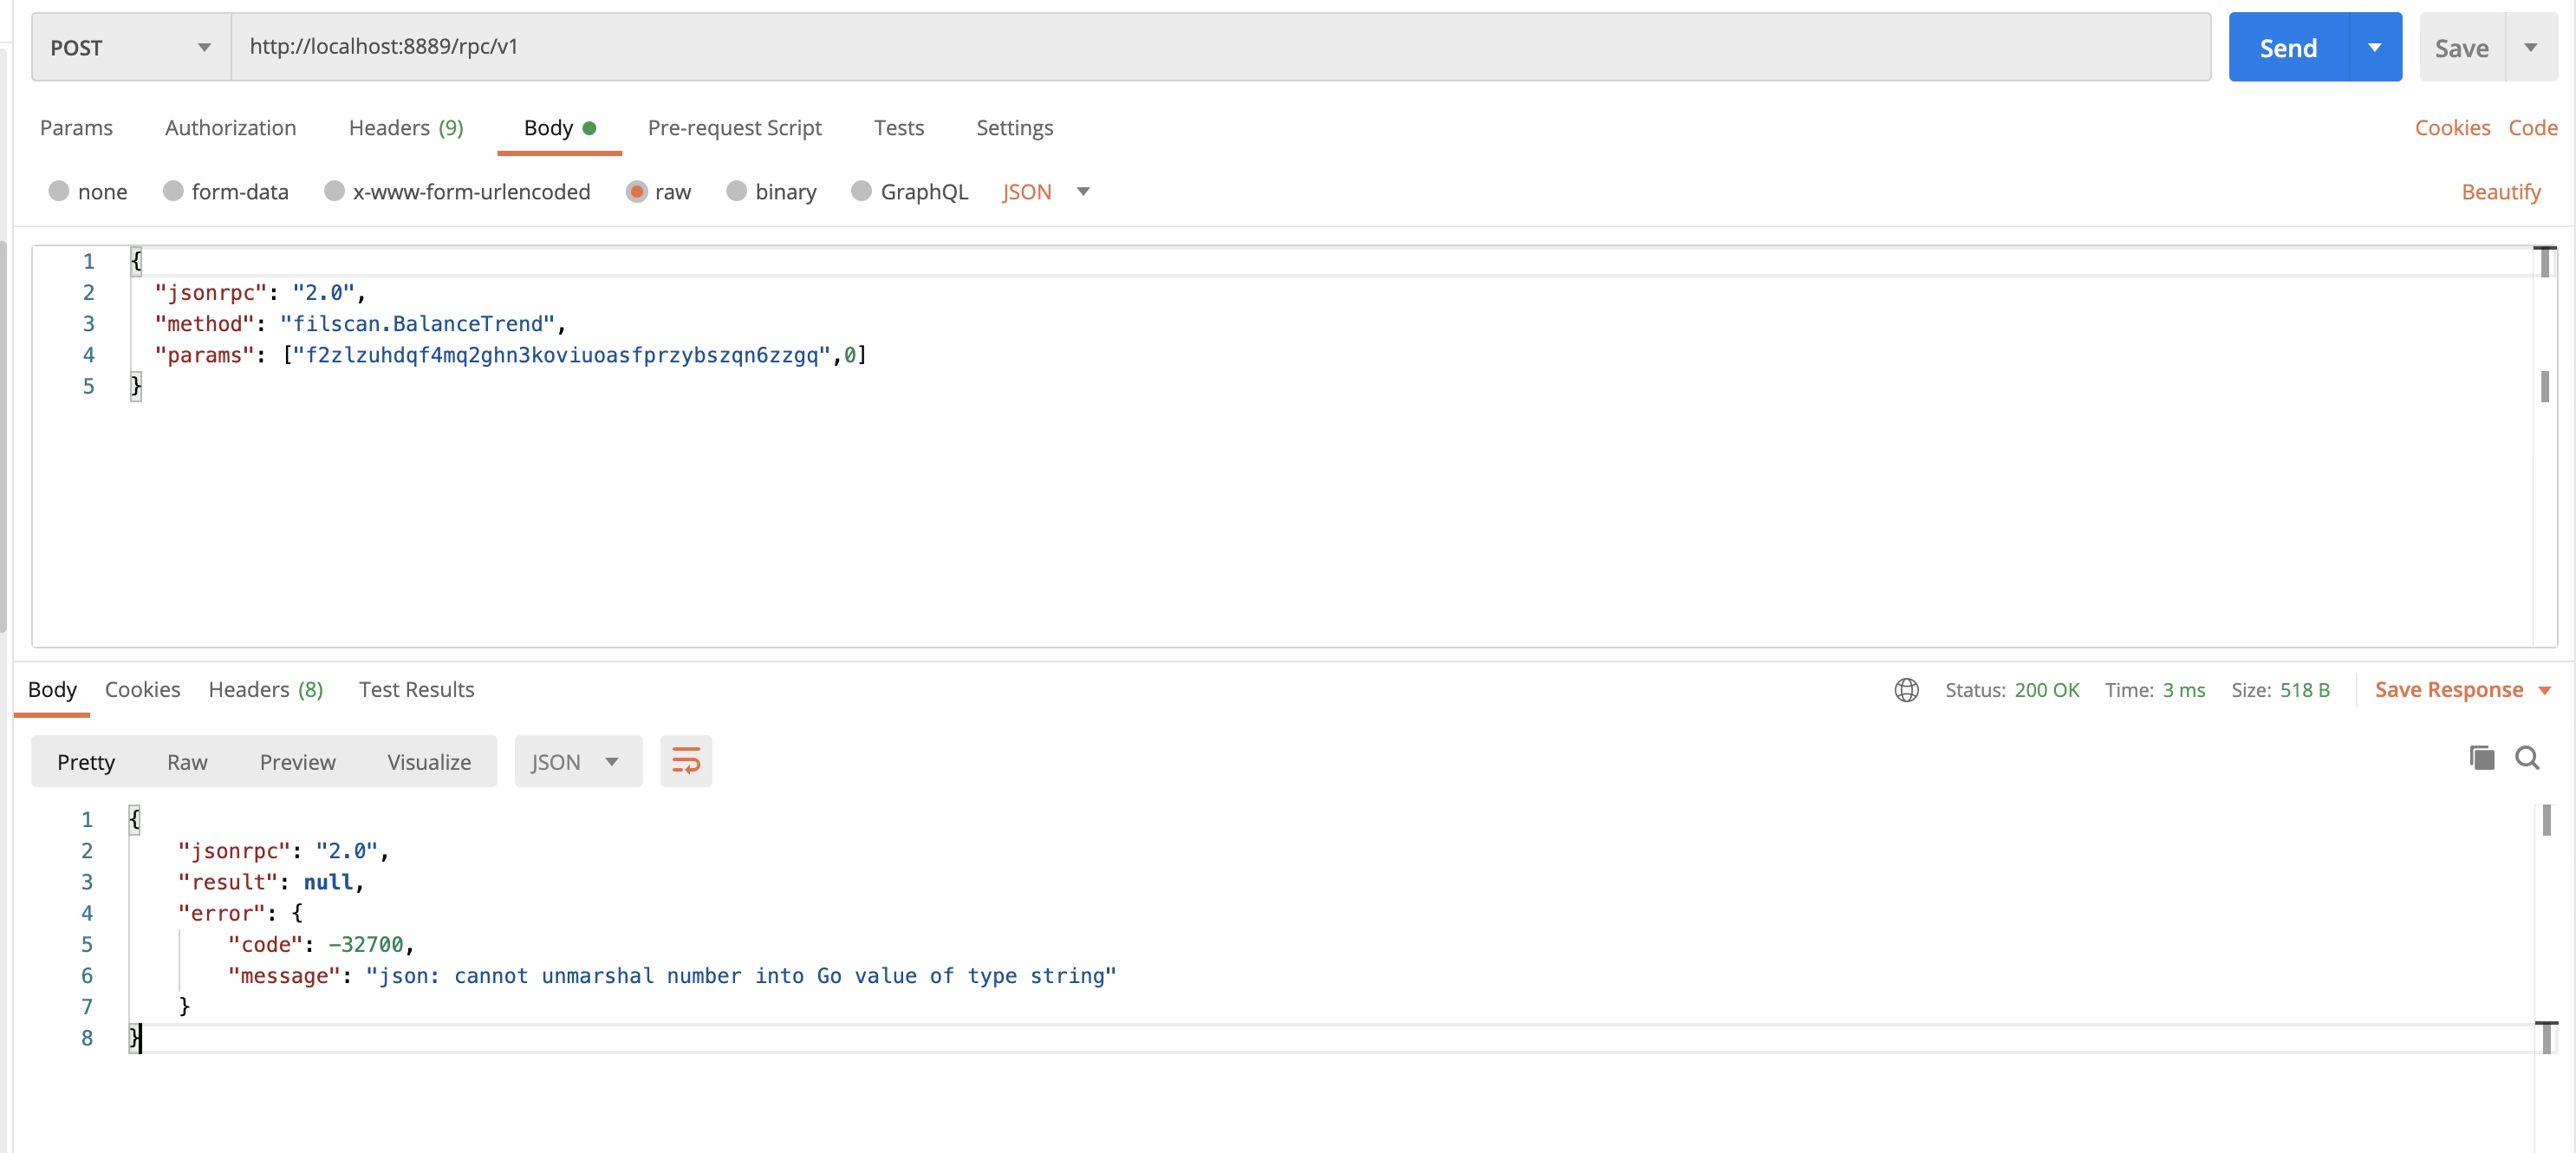 POST http://localhost:8889/rpc/v1 Send Save
Params Authorization Headers (9) Body Pre-request Script Tests Settings Cookies Code
none form-data x-www-form-urlencoded raw binary GraphQL JSON Beautify
1 {
2 "jsonrpc": "2.0",
3 "method": "filscan.BalanceTrend",
4 "params": ["f2zlzuhdqf4mq2ghn3koviuoasfprzybszqn6zzgq",0]
5 }
Body Cookies Headers (8) Test Results Status: 200 OK Time: 3 ms Size: 518 B Save Response
Pretty Raw Preview Visualize JSON
1 {
2 "jsonrpc": "2.0",
3 "result": null,
4 "error": {
5 "code": -32700,
6 "message": "json: cannot unmarshal number into Go value of type string"
7 }
8 }